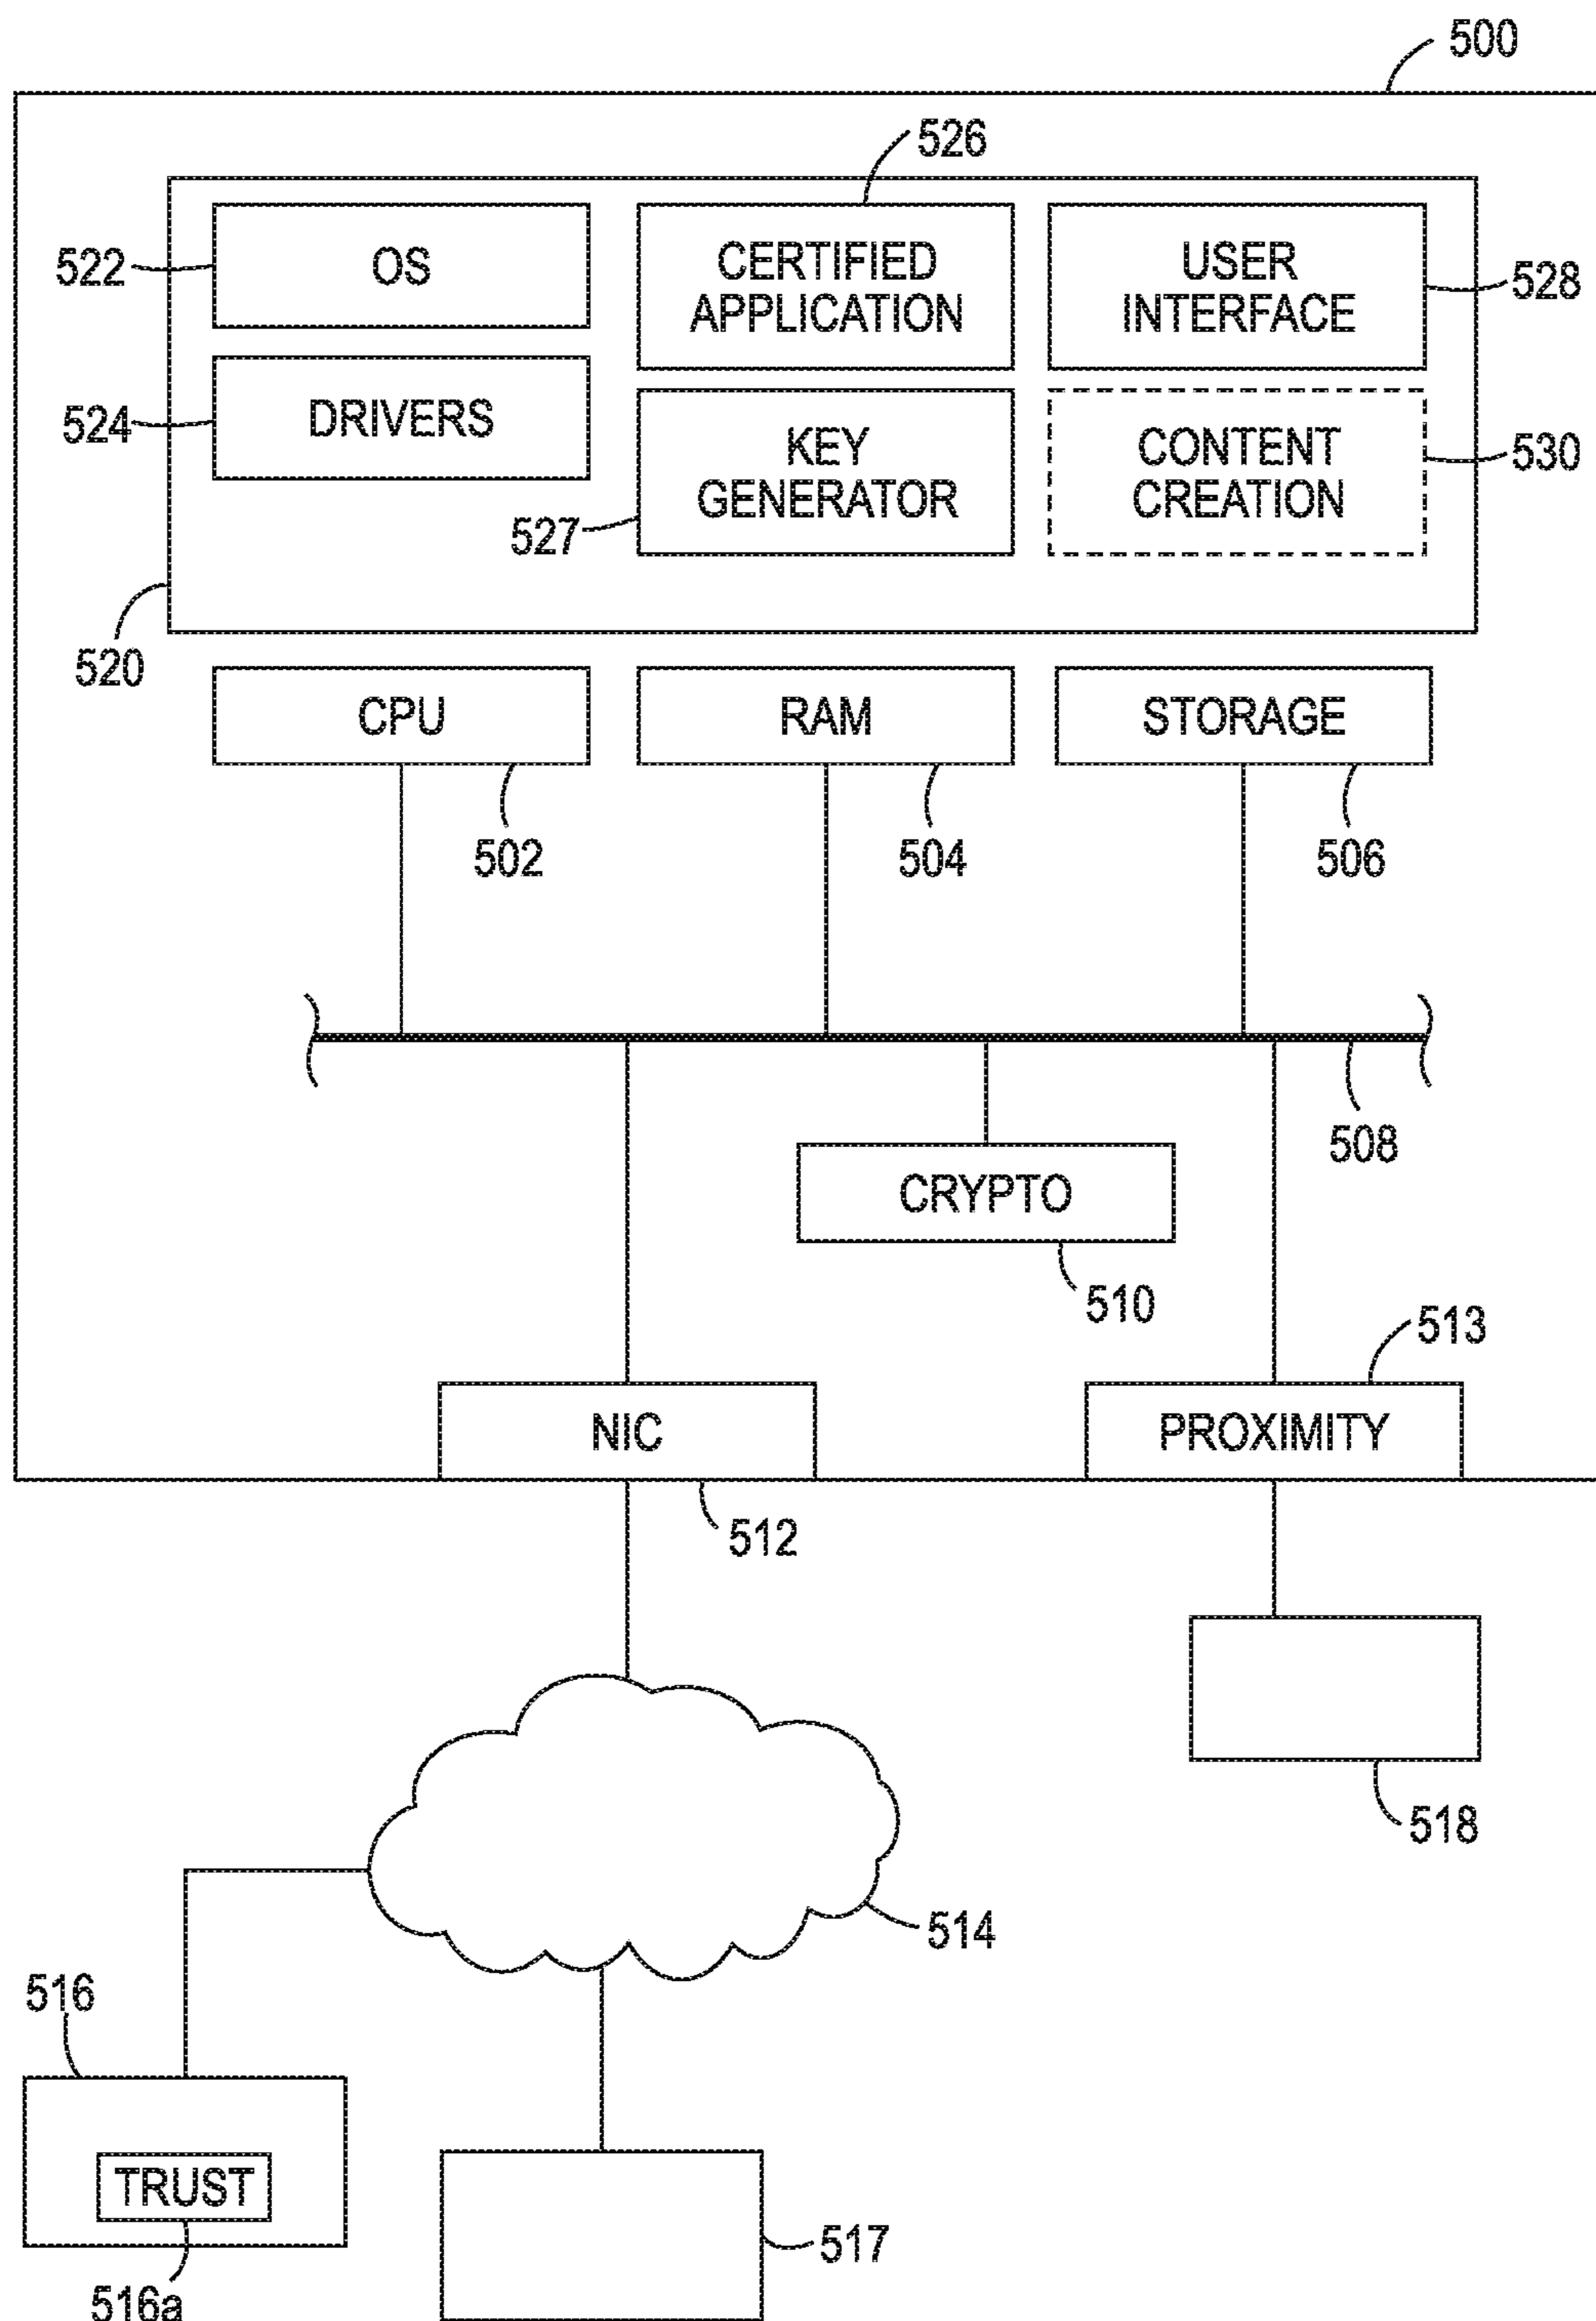 500
526
522
OS
CERTIFIED
APPLICATION
USER
INTERFACE
528
524
DRIVERS
KEY
GENERATOR
CONTENT
CREATION
530
527
520
CPU
RAM
STORAGE
502
504
506
508
CRYPTO
510
513
NIC
PROXIMITY
512
518
514
516
TRUST
517
516a